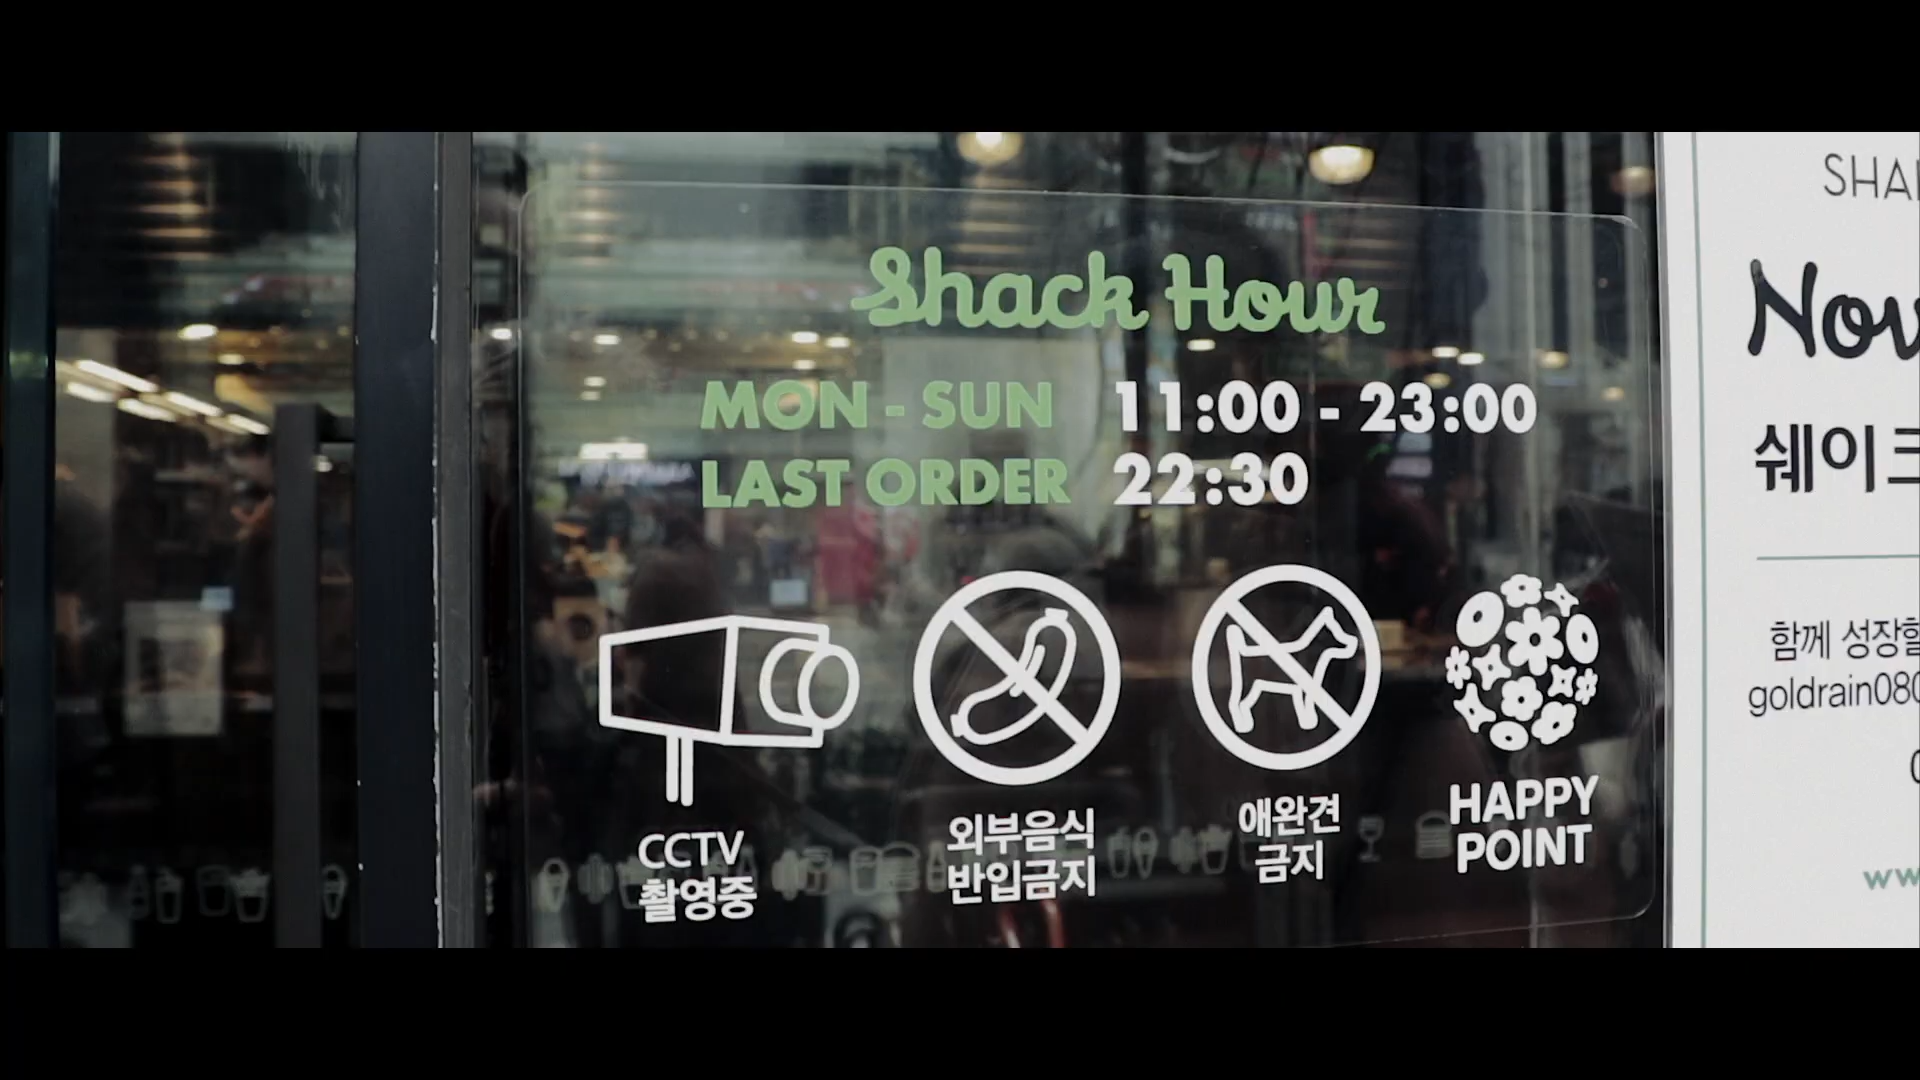 Shack Hour
MON - SUN 11:00 - 23:00
LAST ORDER 22:30
CCTV
촬영중
외부음식
반입금지
애완견
금지
HAPPY
POINT
SHA
Nov
쉐이크
함께 성장할
goldrain080
ww